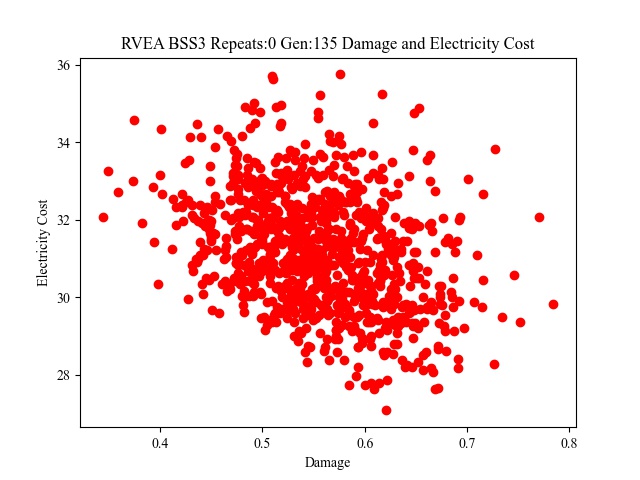 RVEA BSS3 Repeats:0 Gen:135 Damage and Electricity Cost
36
34
32
30
28
Electricity Cost
0.4 0.5 0.6 0.7 0.8
Damage